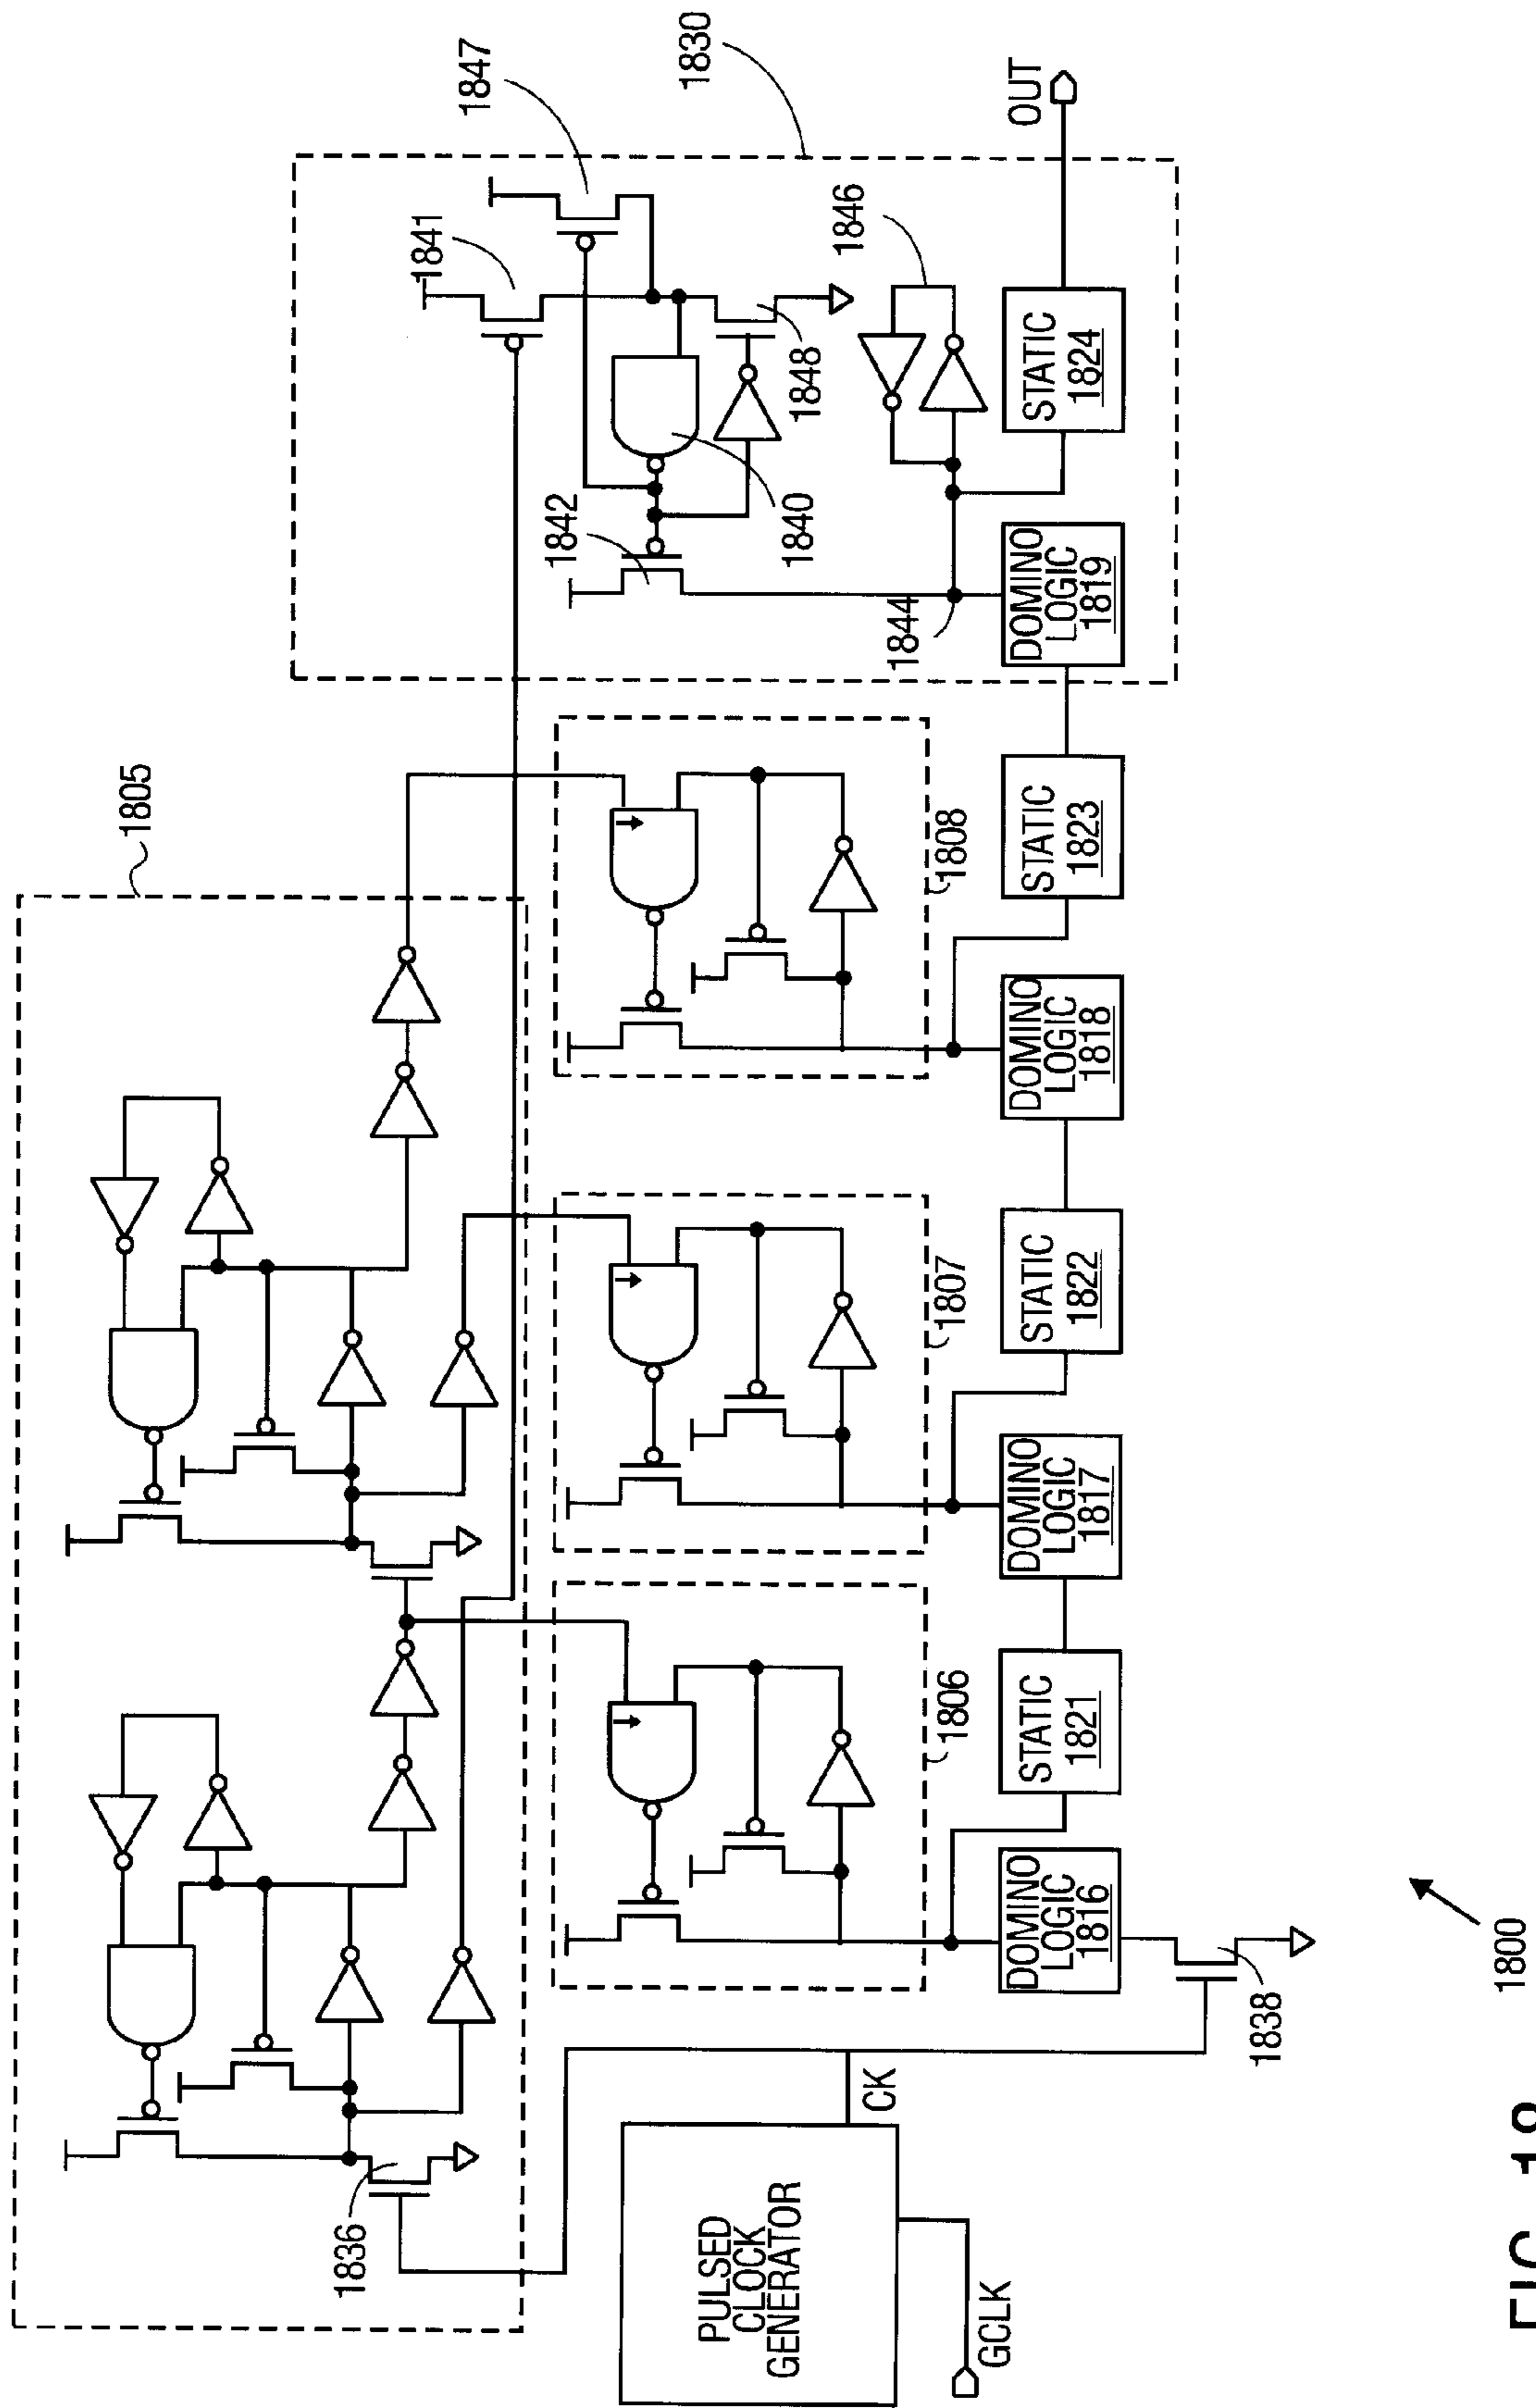 1805
1836
1847
1841
1830
1842
1840
1848
1846
1844
OUT
1806
1807
1808
PULSED
CLOCK
GENERATOR
CK
GCLK
DOMINO
LOGIC
1816
STATIC
1821
DOMINO
LOGIC
1817
STATIC
1822
DOMINO
LOGIC
1818
STATIC
1823
DOMINO
LOGIC
1819
STATIC
1824
1838
1800